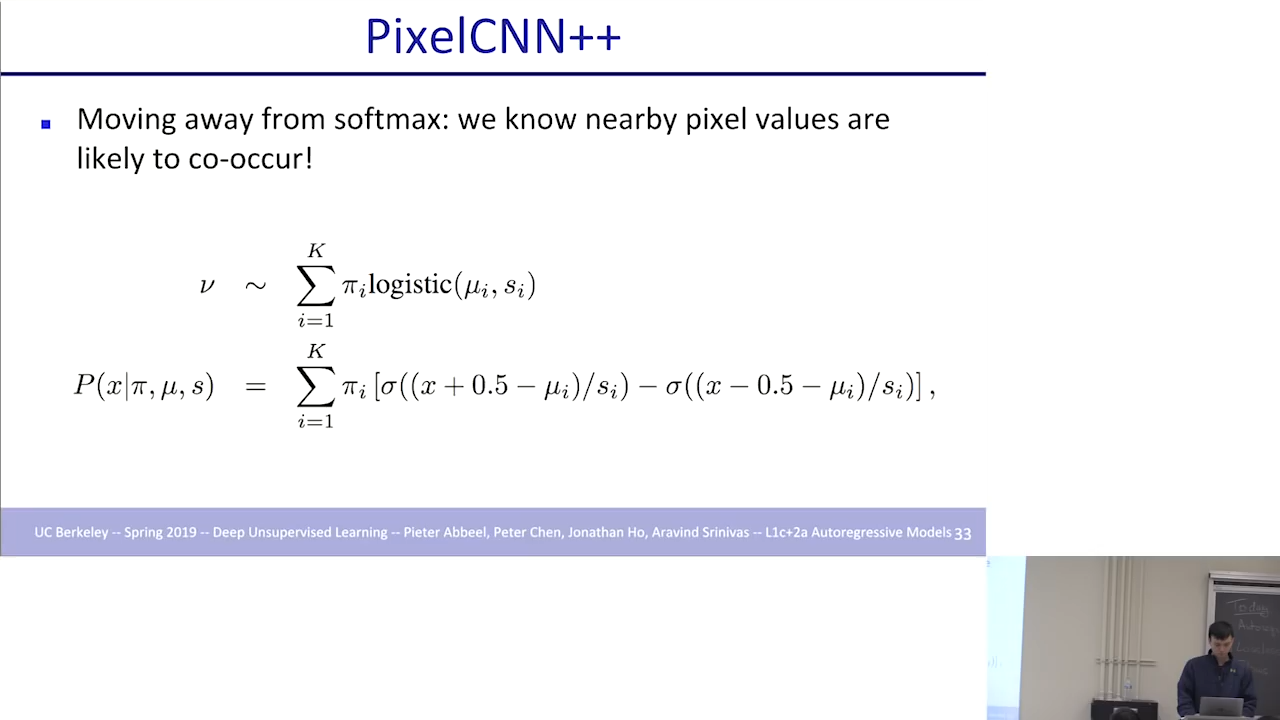 PixelCNN++
Moving away from softmax: we know nearby pixel values are
likely to co-occur!
ν ∼ ∑_{i=1}^{K} π_i logistic(μ_i, s_i)
P(x|π, μ, s) = ∑_{i=1}^{K} π_i [σ((x + 0.5 − μ_i)/s_i) − σ((x − 0.5 − μ_i)/s_i)] ,
UC Berkeley -- Spring 2019 -- Deep Unsupervised Learning -- Pieter Abbeel, Peter Chen, Jonathan Ho, Aravind Srinivas -- L1c+2a Autoregressive Models 33
Today